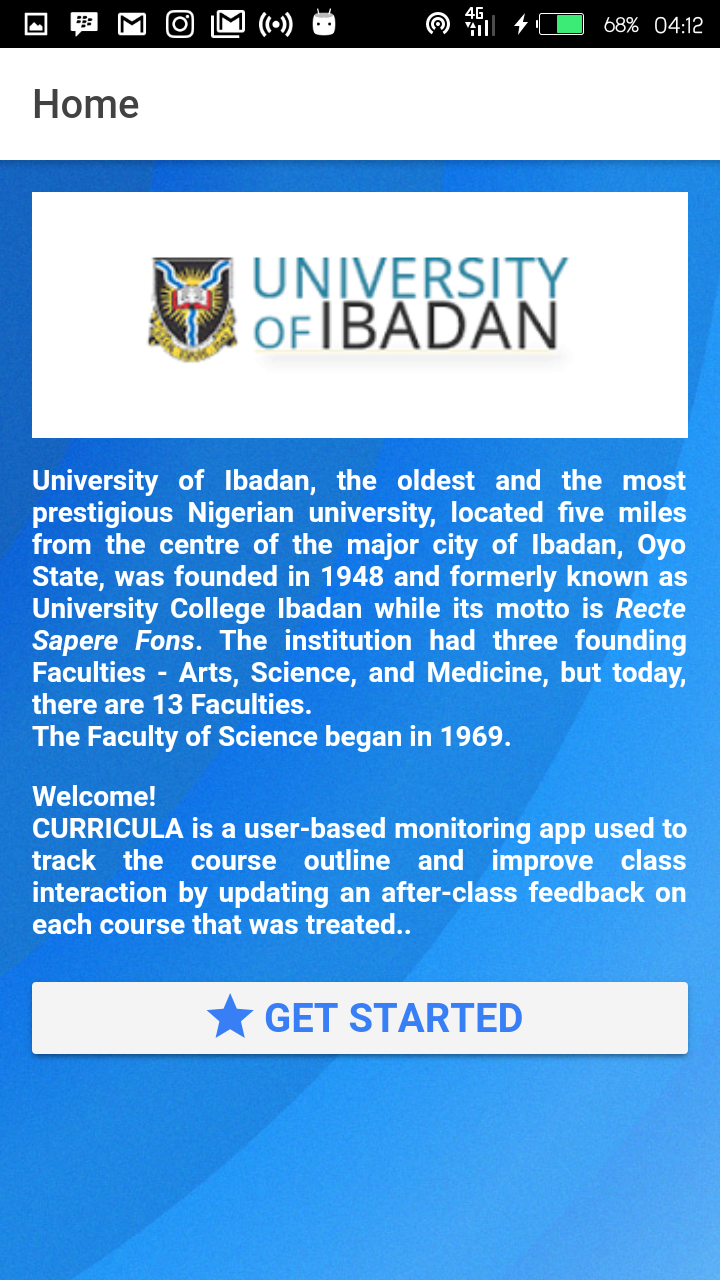 4G
68% 04:12
Home
UNIVERSITY
OF IBADAN
University of Ibadan, the oldest and the most
prestigious Nigerian university, located five miles
from the centre of the major city of Ibadan, Oyo
State, was founded in 1948 and formerly known as
University College Ibadan while its motto is Recte
Sapere Fons. The institution had three founding
Faculties - Arts, Science, and Medicine, but today,
there are 13 Faculties.
The Faculty of Science began in 1969.
Welcome!
CURRICULA is a user-based monitoring app used to
track the course outline and improve class
interaction by updating an after-class feedback on
each course that was treated..
GET STARTED